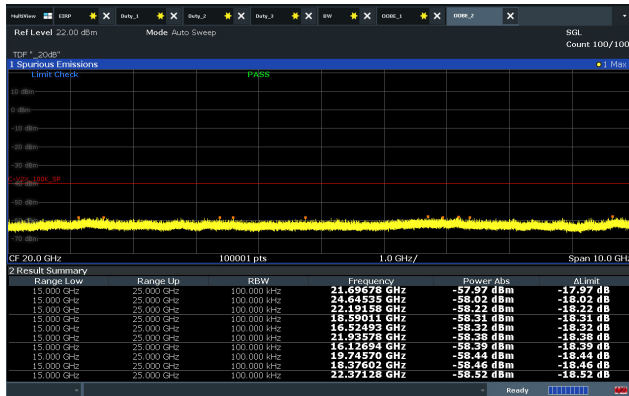 MultiView EIRP Duty_1 Duty_2 Duty_3 BW OOBE_1 OOBE_2
Ref Level 22.00 dBm Mode Auto Sweep SGL
Count 100/100
TDF "_20dB"
1 Spurious Emissions 1 Max
Limit Check PASS
10 dBm
0 dBm
-10 dBm
-20 dBm
-30 dBm
-40 dBm
-50 dBm
-70 dBm
CF 20.0 GHz 100001 pts 1.0 GHz/ Span 10.0 GHz
2 Result Summary
Range Low Range Up RBW Frequency Power Abs ΔLimit
15.000 GHz 25.000 GHz 100.000 kHz 21.69678 GHz -57.97 dBm -17.97 dB
15.000 GHz 25.000 GHz 100.000 kHz 24.64535 GHz -58.02 dBm -18.02 dB
15.000 GHz 25.000 GHz 100.000 kHz 22.19158 GHz -58.22 dBm -18.22 dB
15.000 GHz 25.000 GHz 100.000 kHz 18.59011 GHz -58.31 dBm -18.31 dB
15.000 GHz 25.000 GHz 100.000 kHz 16.52493 GHz -58.32 dBm -18.32 dB
15.000 GHz 25.000 GHz 100.000 kHz 21.93578 GHz -58.38 dBm -18.38 dB
15.000 GHz 25.000 GHz 100.000 kHz 16.12694 GHz -58.39 dBm -18.39 dB
15.000 GHz 25.000 GHz 100.000 kHz 19.74570 GHz -58.44 dBm -18.44 dB
15.000 GHz 25.000 GHz 100.000 kHz 18.37602 GHz -58.46 dBm -18.46 dB
15.000 GHz 25.000 GHz 100.000 kHz 22.37128 GHz -58.52 dBm -18.52 dB
Ready